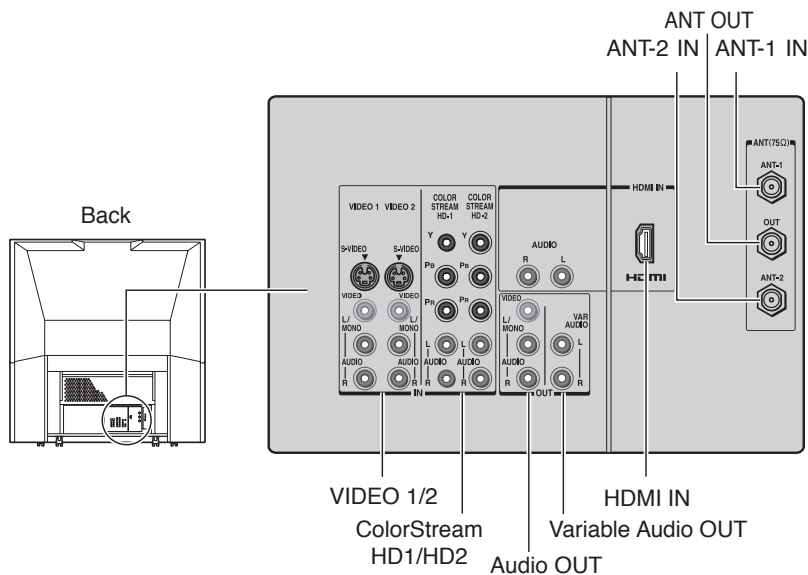 ANT OUT
ANT-2 IN ANT-1 IN
Back
ANT(75Ω)
ANT-1
OUT
ANT-2
HDMI IN
HDMI
AUDIO
R L
VIDEO 1 VIDEO 2
COLOR STREAM HD-1
COLOR STREAM HD-2
S-VIDEO S-VIDEO
Y Y
PB PB
PR PR
VIDEO VIDEO
L/MONO L/MONO
L L
AUDIO AUDIO AUDIO AUDIO
R R R R
IN
VIDEO
L/MONO
AUDIO
R
VAR AUDIO
L
R
OUT
VIDEO 1/2
ColorStream
HD1/HD2
Audio OUT
Variable Audio OUT
HDMI IN